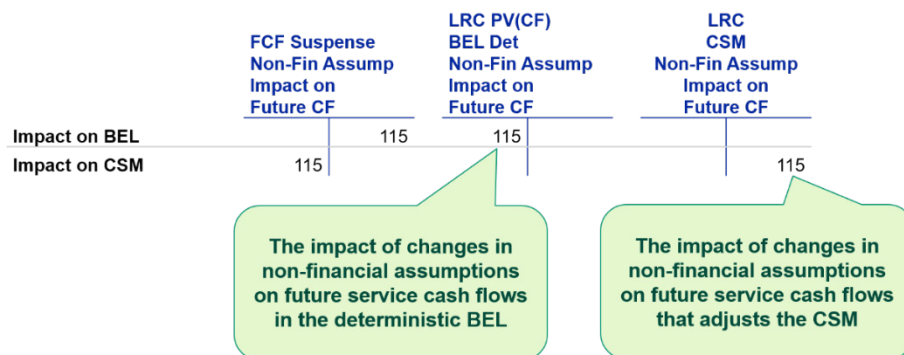 FCF Suspense
Non-Fin Assump
Impact on
Future CF
LRC PV(CF)
BEL Det
Non-Fin Assump
Impact on
Future CF
LRC
CSM
Non-Fin Assump
Impact on
Future CF
Impact on BEL 115 115
Impact on CSM 115 115
The impact of changes in
non-financial assumptions
on future service cash flows
in the deterministic BEL
The impact of changes in
non-financial assumptions
on future service cash flows
that adjusts the CSM